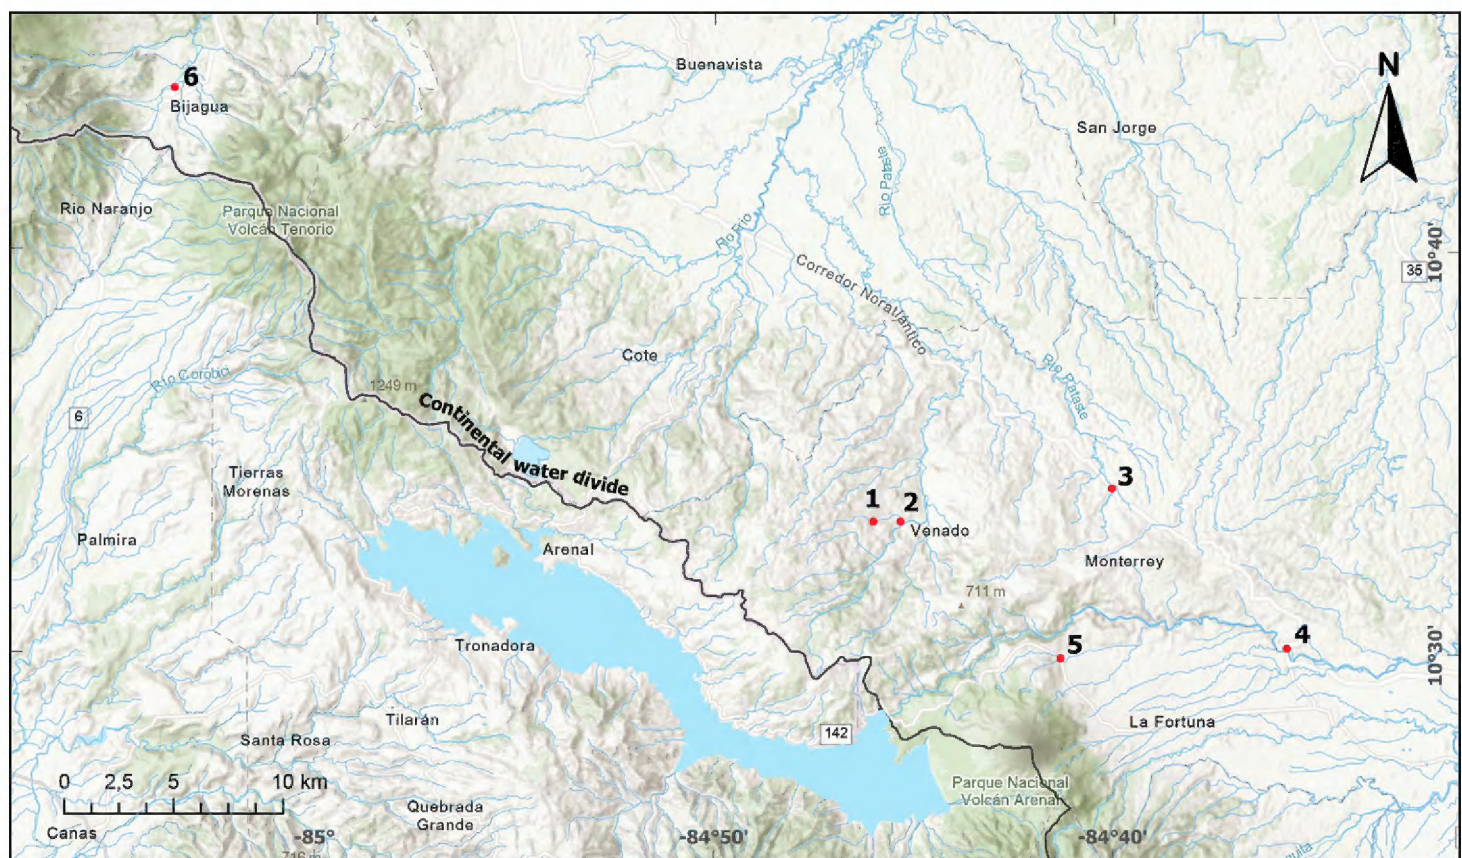 Buenavista
N
6
Bijagua
San Jorge
Río Pataste
Rio Naranjo
Parque Nacional
Volcán Tenorio
Río Frío
10°40'
35
Corredor Noratlántico
Cote
Río Pataste
Río Corobicí
1249 m
6
Continental water divide
Tierras
Morenas
3
1
2
Venado
Palmira
Arenal
Monterrey
711 m
4
5
10°30'
Tronadora
Tilarán
La Fortuna
142
Santa Rosa
0 2,5 5 10 km
Parque Nacional
Volcán Arenal
Quebrada
Grande
Canas
-85°
-84°50'
-84°40'
716 m